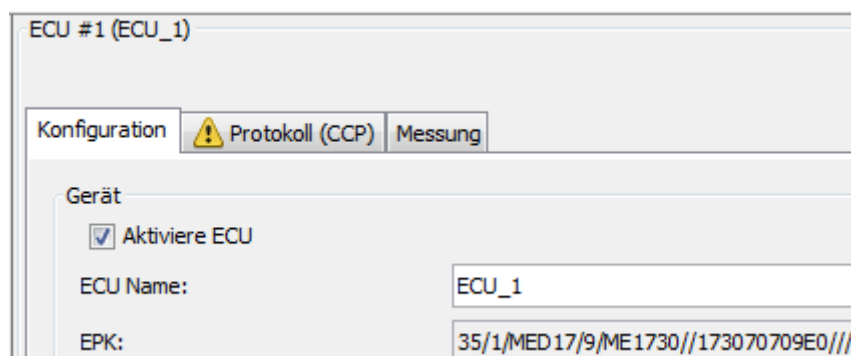 ECU #1 (ECU_1)
Konfiguration Protokoll (CCP) Messung
Gerät
Aktiviere ECU
ECU Name: ECU_1
EPK: 35/1/MED17/9/ME1730//173070709E0///